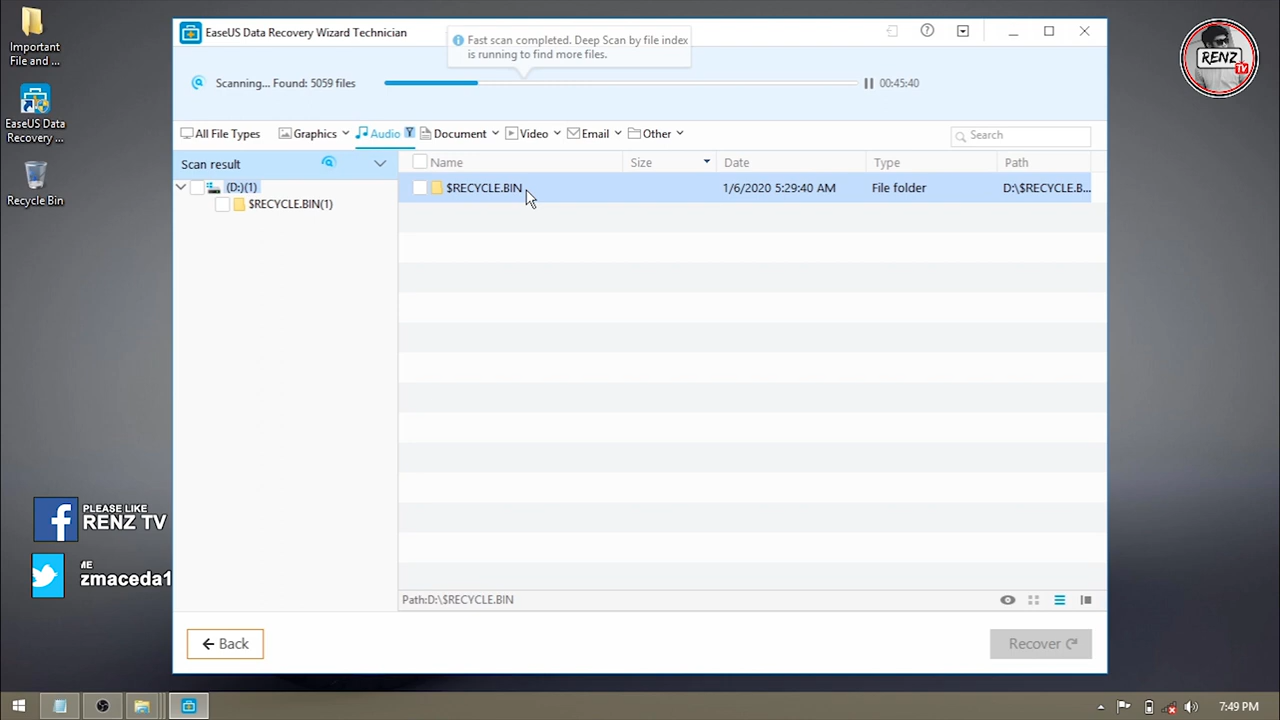 Important
File and ...
EaseUS Data
Recovery ...
Recycle Bin
EaseUS Data Recovery Wizard Technician
Fast scan completed. Deep Scan by file index
is running to find more files.
Scanning... Found: 5059 files
00:45:40
RENZ
TV
All File Types
Graphics
Audio
Document
Video
Email
Other
Search
Scan result
Name
Size
Date
Type
Path
(D:)(1)
$RECYCLE.BIN(1)
$RECYCLE.BIN
1/6/2020 5:29:40 AM
File folder
D:\$RECYCLE.B...
PLEASE LIKE
RENZ TV
zmaceda1
Path:D:\$RECYCLE.BIN
Back
Recover
7:49 PM